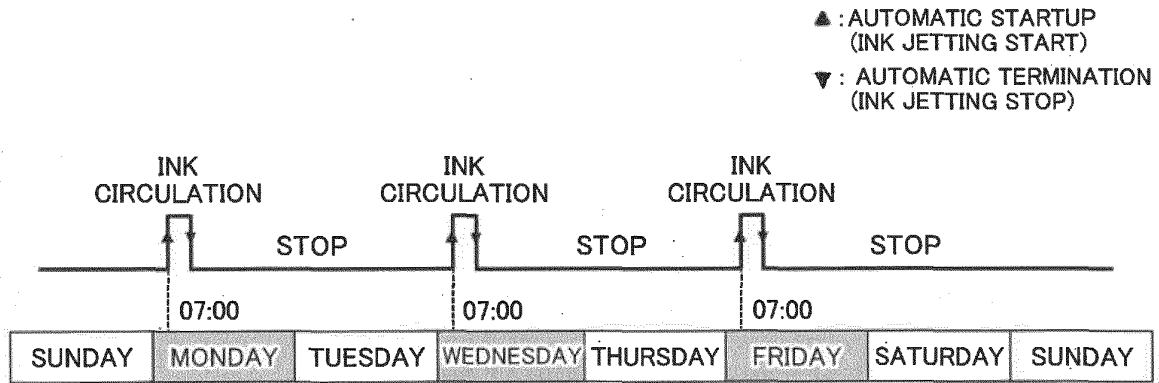 ▲ : AUTOMATIC STARTUP
(INK JETTING START)
▼ : AUTOMATIC TERMINATION
(INK JETTING STOP)
INK
CIRCULATION
INK
CIRCULATION
INK
CIRCULATION
STOP
STOP
STOP
07:00
07:00
07:00
SUNDAY MONDAY TUESDAY WEDNESDAY THURSDAY FRIDAY SATURDAY SUNDAY